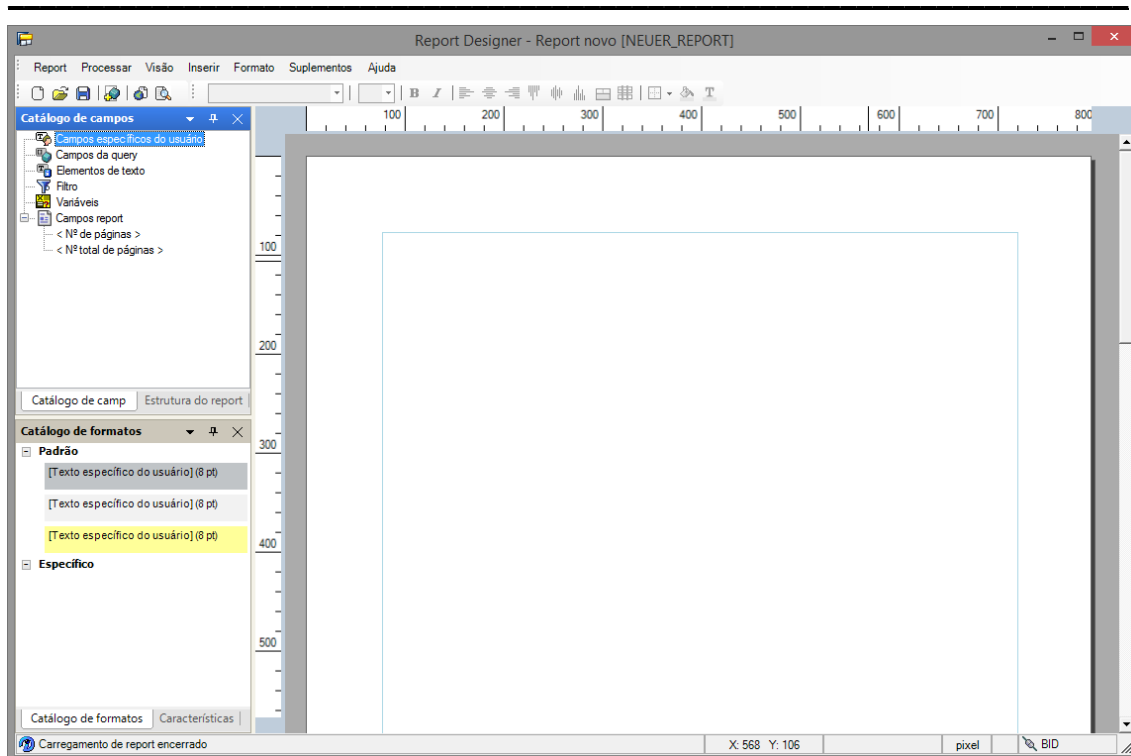 Report Designer - Report novo [NEUER_REPORT]
Report Processar Visão Inserir Formato Suplementos Ajuda
B I T
Catálogo de campos
Campos específicos do usuário
Campos da query
Elementos de texto
Filtro
Variáveis
Campos report
< Nº de páginas >
< Nº total de páginas >
Catálogo de camp Estrutura do report
100 200 300 400 500 600 700 800
100
200
300
400
500
Catálogo de formatos
Padrão
[Texto específico do usuário] (8 pt)
[Texto específico do usuário] (8 pt)
[Texto específico do usuário] (8 pt)
Específico
Catálogo de formatos Características
Carregamento de report encerrado X: 568 Y: 106 pixel BID